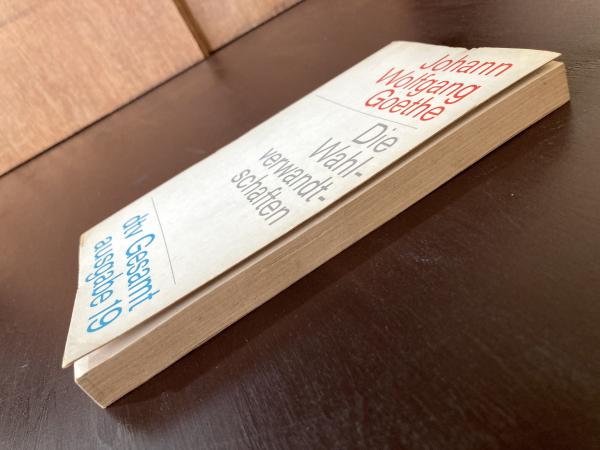 Johann
Wolfgang
Goethe
Die
Wahl-
verwandt-
schaften
dtv Gesamt
ausgabe 19